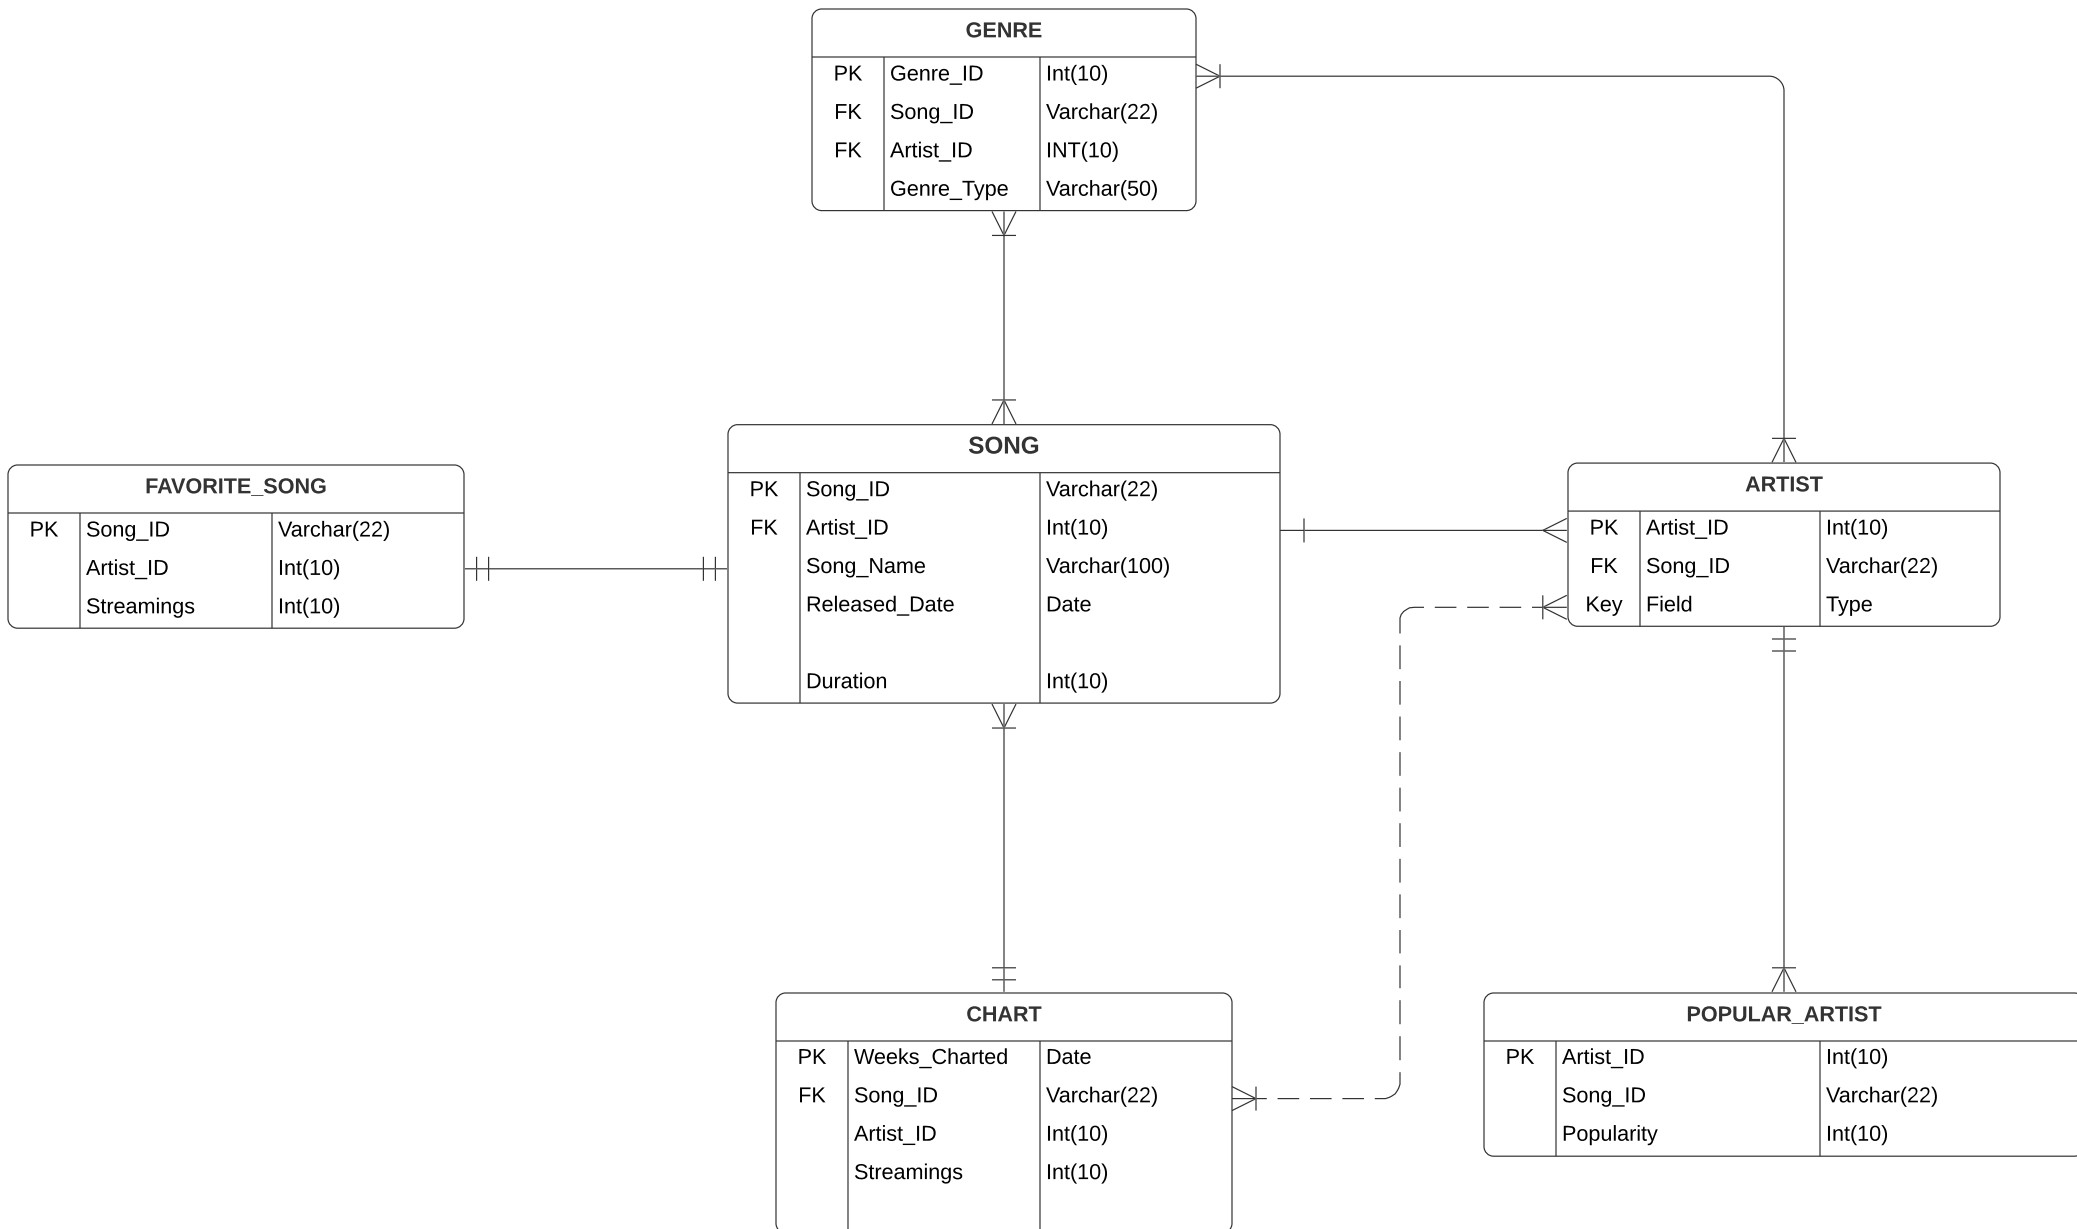 GENRE
PK Genre_ID Int(10)
FK Song_ID Varchar(22)
FK Artist_ID INT(10)
Genre_Type Varchar(50)
FAVORITE_SONG
PK Song_ID Varchar(22)
Artist_ID Int(10)
Streamings Int(10)
SONG
PK Song_ID Varchar(22)
FK Artist_ID Int(10)
Song_Name Varchar(100)
Released_Date Date
Duration Int(10)
ARTIST
PK Artist_ID Int(10)
FK Song_ID Varchar(22)
Key Field Type
CHART
PK Weeks_Charted Date
FK Song_ID Varchar(22)
Artist_ID Int(10)
Streamings Int(10)
POPULAR_ARTIST
PK Artist_ID Int(10)
Song_ID Varchar(22)
Popularity Int(10)